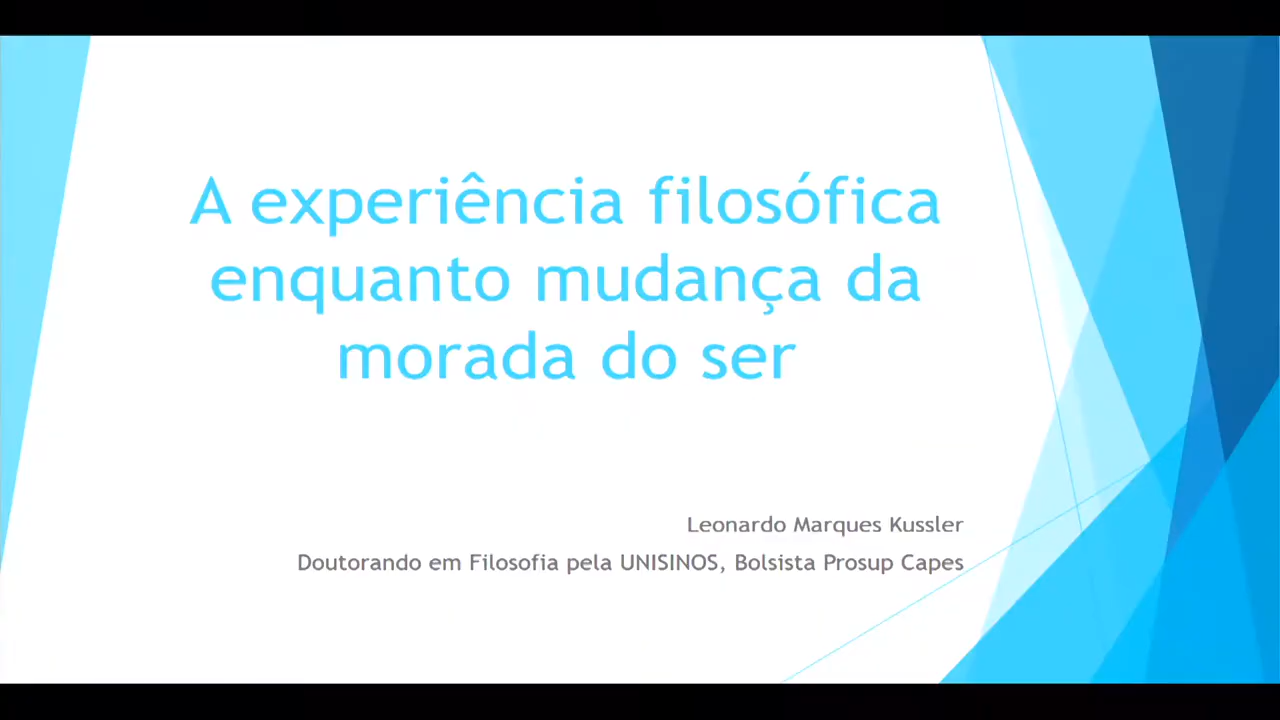 A experiência filosófica
enquanto mudança da
morada do ser
Leonardo Marques Kussler
Doutorando em Filosofia pela UNISINOS, Bolsista Prosup Capes